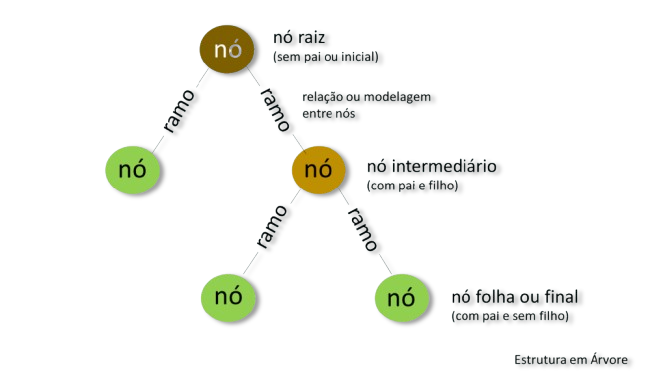 nó
nó raiz
(sem pai ou inicial)
ramo
ramo
relação ou modelagem
entre nós
nó
nó
nó intermediário
(com pai e filho)
ramo
ramo
nó
nó
nó folha ou final
(com pai e sem filho)
Estrutura em Árvore